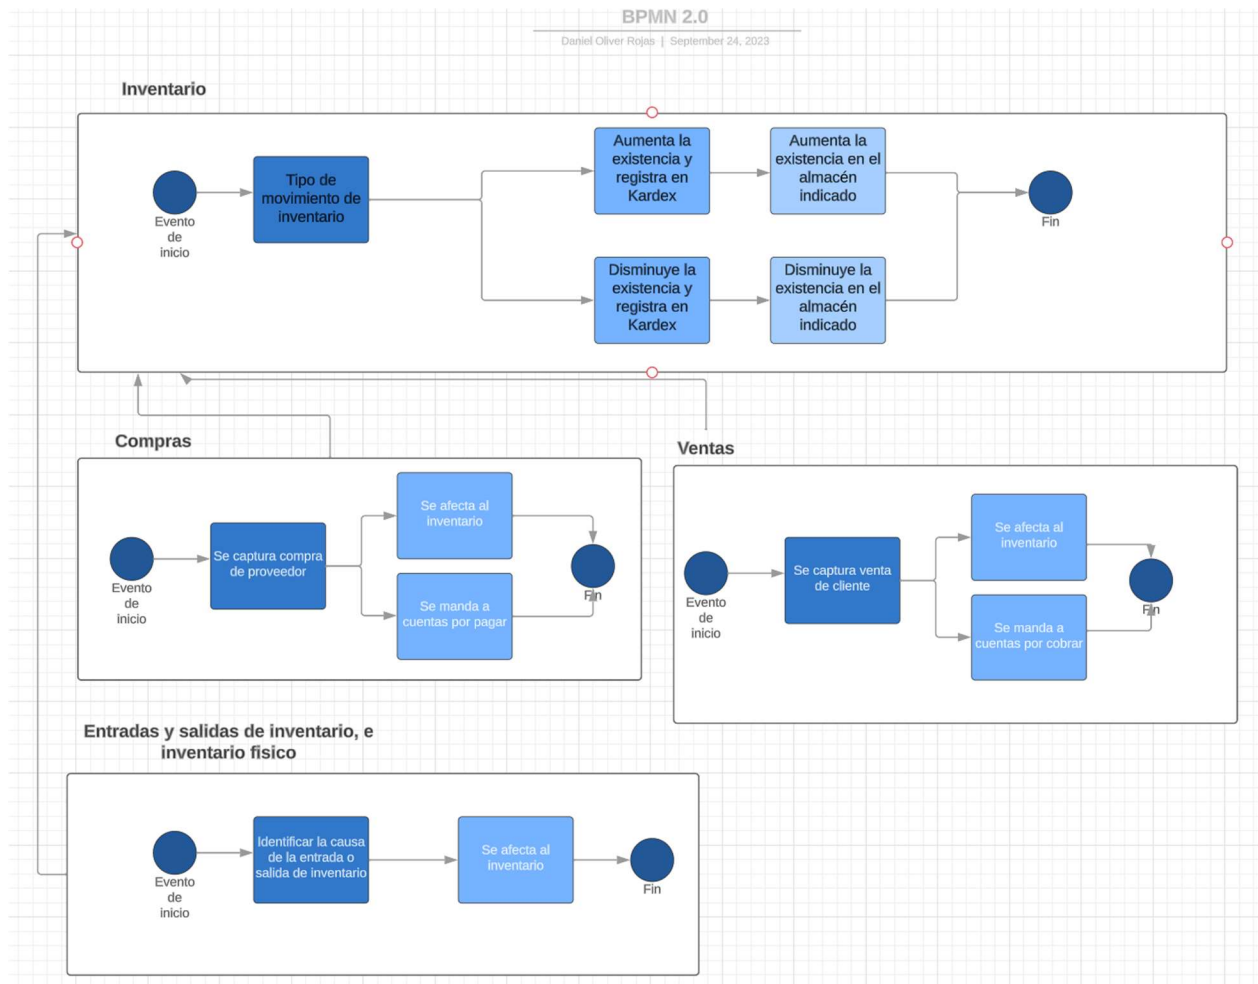 BPMN 2.0
Daniel Oliver Rojas | September 24, 2023
Inventario
Evento
de
inicio
Tipo de
movimiento de
inventario
Aumenta la
existencia y
registra en
Kardex
Aumenta la
existencia en el
almacén
indicado
Fin
Disminuye la
existencia y
registra en
Kardex
Disminuye la
existencia en el
almacén
indicado
Compras
Evento
de
inicio
Se captura compra
de proveedor
Se afecta al
inventario
Se manda a
cuentas por pagar
Fin
Ventas
Evento
de
inicio
Se captura venta
de cliente
Se afecta al
inventario
Se manda a
cuentas por cobrar
Fin
Entradas y salidas de inventario, e
inventario fisico
Evento
de
inicio
Identificar la causa
de la entrada o
salida de inventario
Se afecta al
inventario
Fin